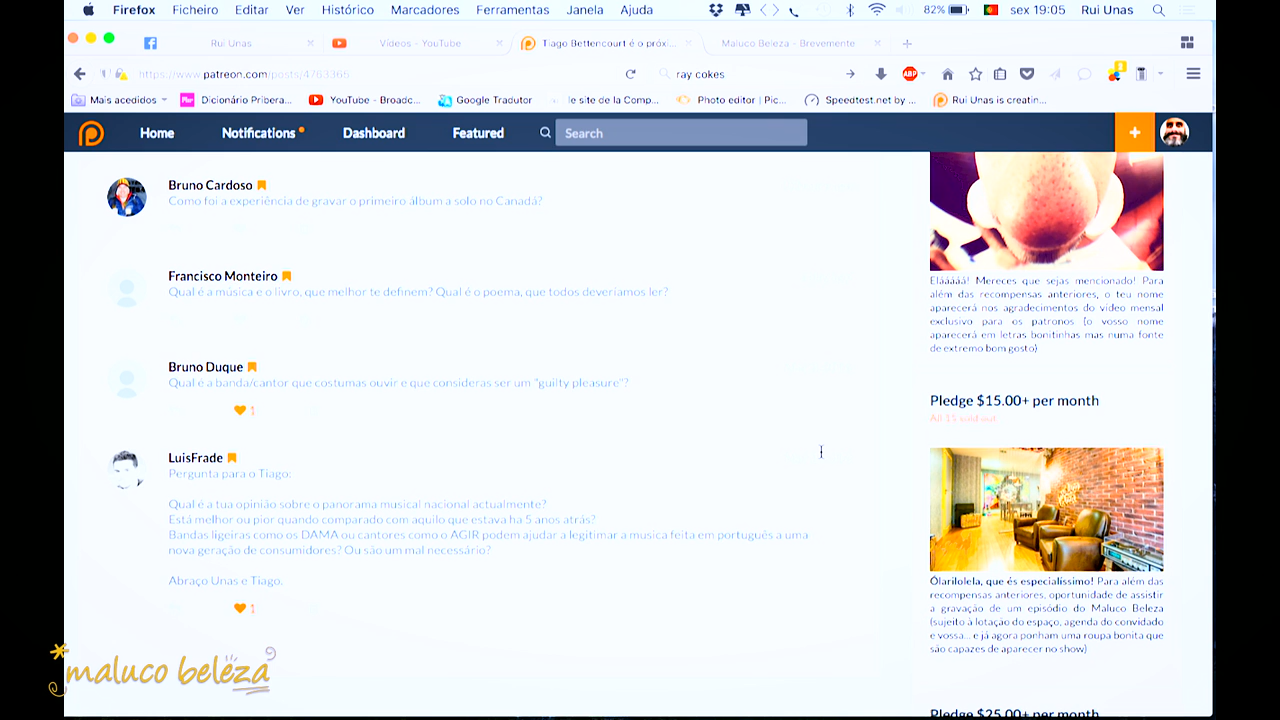 Firefox Ficheiro Editar Ver Histórico Marcadores Ferramentas Janela Ajuda 82% sex 19:05 Rui Unas
Rui Unas Vídeos - YouTube Tiago Bettencourt é o próxi... Maluco Beleza - Brevemente
https://www.patreon.com/posts/4763365 ray cokes ABP
Mais acedidos Dicionário Pribera... YouTube - Broadc... Google Tradutor le site de la Comp... Photo editor | Pic... Speedtest.net by ... Rui Unas is creatin...
Home Notifications Dashboard Featured Search
Bruno Cardoso
Como foi a experiência de gravar o primeiro álbum a solo no Canadá?
Francisco Monteiro
Qual é a música e o livro, que melhor te definem? Qual é o poema, que todos deveríamos ler?
Bruno Duque
Qual é a banda/cantor que costumas ouvir e que consideras ser um "guilty pleasure"?
1
LuisFrade
Pergunta para o Tiago:
Qual é a tua opinião sobre o panorama musical nacional actualmente?
Está melhor ou pior quando comparado com aquilo que estava ha 5 anos atrás?
Bandas ligeiras como os DAMA ou cantores como o AGIR podem ajudar a legitimar a musica feita em português a uma
nova geração de consumidores? Ou são um mal necessário?
Abraço Unas e Tiago.
1
Elááááá! Mereces que sejas mencionado! Para
além das recompensas anteriores, o teu nome
aparecerá nos agradecimentos do vídeo mensal
exclusivo para os patronos (o vosso nome
aparecerá em letras bonitinhas mas numa fonte
de extremo bom gosto)
Pledge $15.00+ per month
All 15 sold out
Ólarilolela, que és especialíssimo! Para além das
recompensas anteriores, oportunidade de assistir
a gravação de um episódio do Maluco Beleza
(sujeito à lotação do espaço, agenda do convidado
e vossa... e já agora ponham uma roupa bonita que
são capazes de aparecer no show)
Pledge $25.00+ per month
maluco beleza